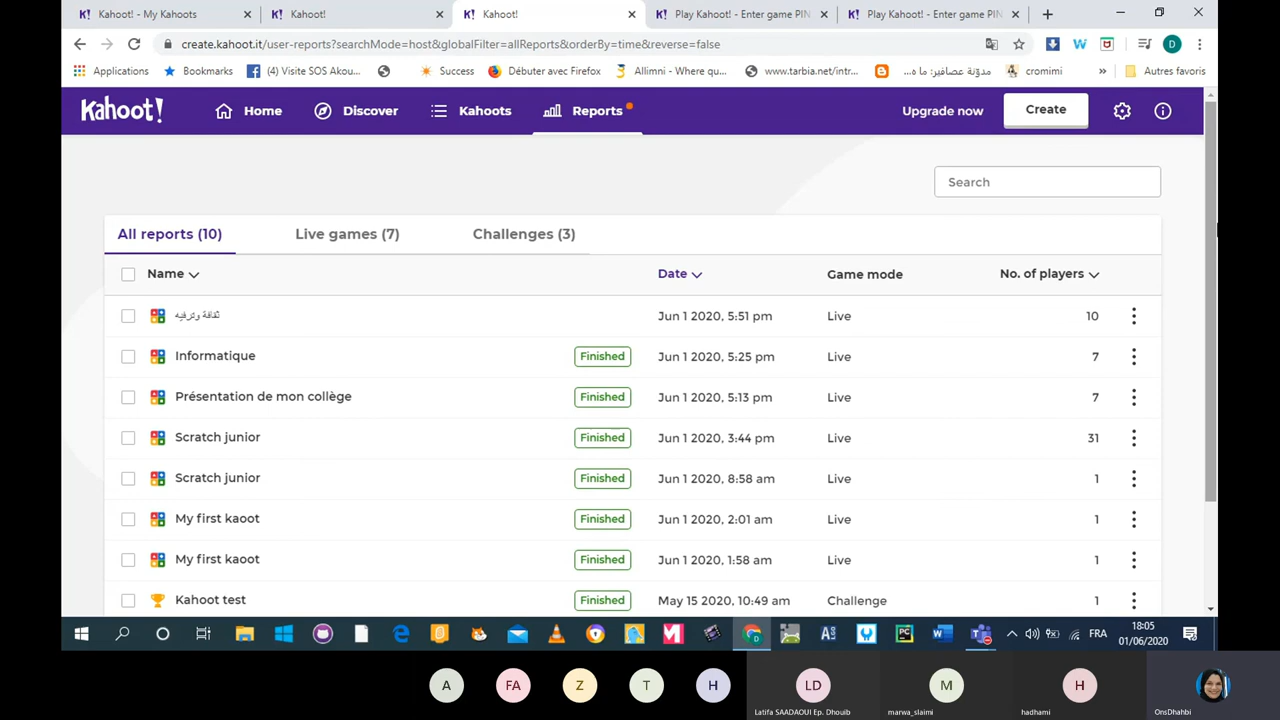 Kahoot! - My Kahoots
Kahoot!
Kahoot!
Play Kahoot! - Enter game PIN
Play Kahoot! - Enter game PIN
create.kahoot.it/user-reports?searchMode=host&globalFilter=allReports&orderBy=time&reverse=false
Applications
Bookmarks
(4) Visite SOS Akou...
Success
Débuter avec Firefox
Allimni - Where qu...
www.tarbia.net/intr...
مدوّنة عصافير: ما ه...
cromimi
»
Autres favoris
Kahoot!
Home
Discover
Kahoots
Reports
Upgrade now
Create
Search
All reports (10)
Live games (7)
Challenges (3)
Name
Date
Game mode
No. of players
ثقافة وترفيه
Jun 1 2020, 5:51 pm
Live
10
Informatique
Finished
Jun 1 2020, 5:25 pm
Live
7
Présentation de mon collège
Finished
Jun 1 2020, 5:13 pm
Live
7
Scratch junior
Finished
Jun 1 2020, 3:44 pm
Live
31
Scratch junior
Finished
Jun 1 2020, 8:58 am
Live
1
My first kaoot
Finished
Jun 1 2020, 2:01 am
Live
1
My first kaoot
Finished
Jun 1 2020, 1:58 am
Live
1
Kahoot test
Finished
May 15 2020, 10:49 am
Challenge
1
FRA
18:05
01/06/2020
A
FA
Z
T
H
LD
M
H
Latifa SAADAOUI Ep. Dhouib
marwa_slaimi
hadhami
OnsDhahbi